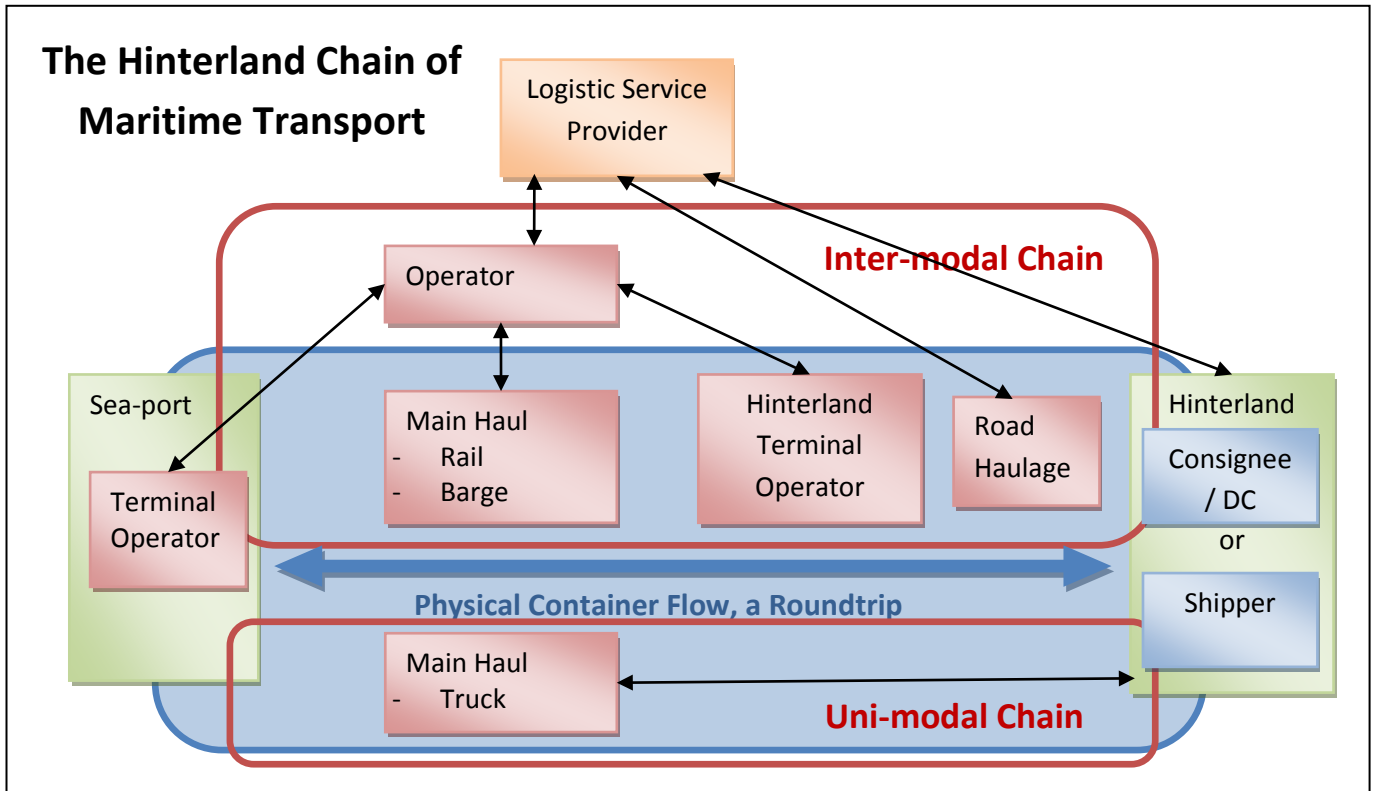 The Hinterland Chain of
Maritime Transport
Logistic Service
Provider
Inter-modal Chain
Operator
Sea-port
Terminal
Operator
Main Haul
- Rail
- Barge
Hinterland
Terminal
Operator
Road
Haulage
Hinterland
Consignee
/ DC
or
Shipper
Physical Container Flow, a Roundtrip
Main Haul
- Truck
Uni-modal Chain